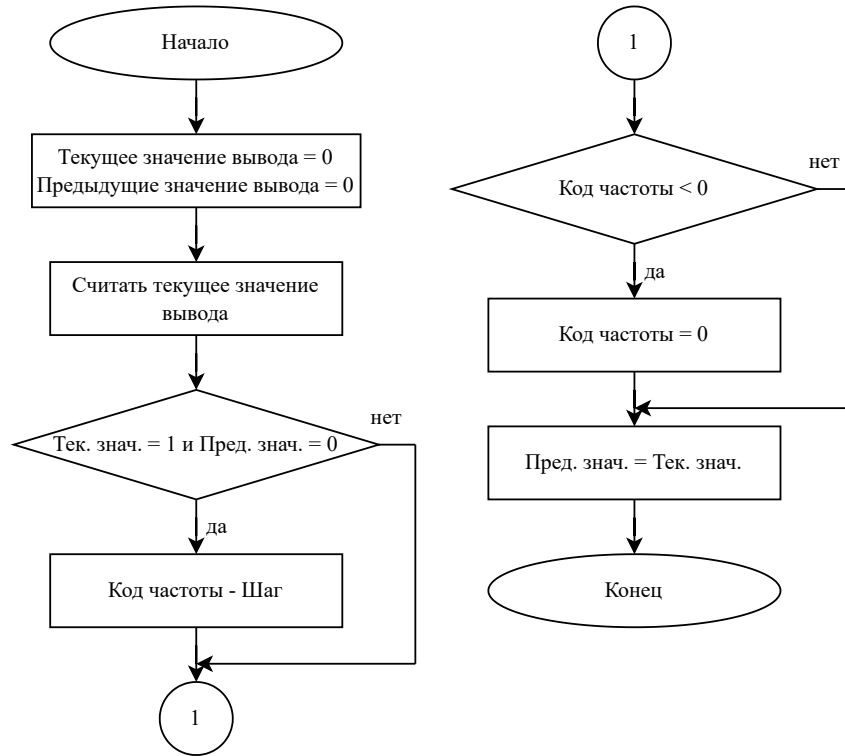 Начало
Текущее значение вывода = 0
Предыдущие значение вывода = 0
Считать текущее значение
вывода
Тек. знач. = 1 и Пред. знач. = 0
нет
да
Код частоты - Шаг
1
1
Код частоты < 0
нет
да
Код частоты = 0
Пред. знач. = Тек. знач.
Конец